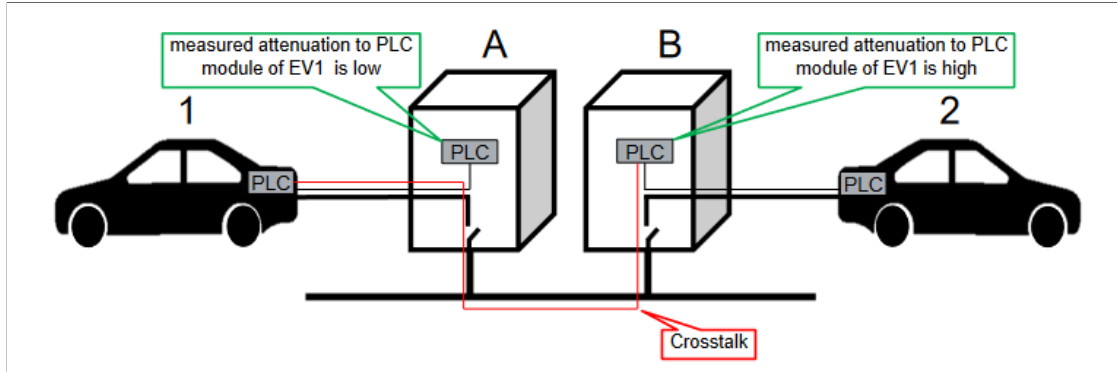 measured attenuation to PLC
module of EV1 is low
A
B
measured attenuation to PLC
module of EV1 is high
1
2
PLC
PLC
PLC
PLC
Crosstalk